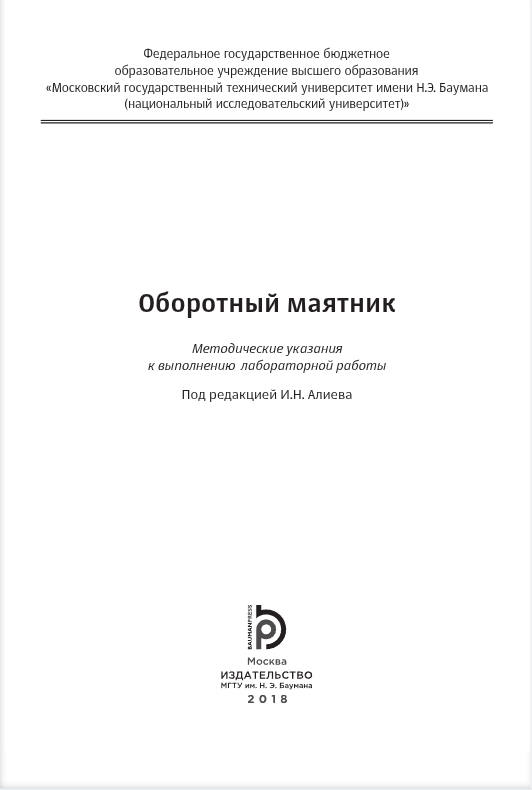 Федеральное государственное бюджетное
образовательное учреждение высшего образования
«Московский государственный технический университет имени Н.Э. Баумана
(национальный исследовательский университет)»
Оборотный маятник
Методические указания
к выполнению лабораторной работы
Под редакцией И.Н. Алиева
BAUMANPRESS
Москва
ИЗДАТЕЛЬСТВО
МГТУ им. Н. Э. Баумана
2018